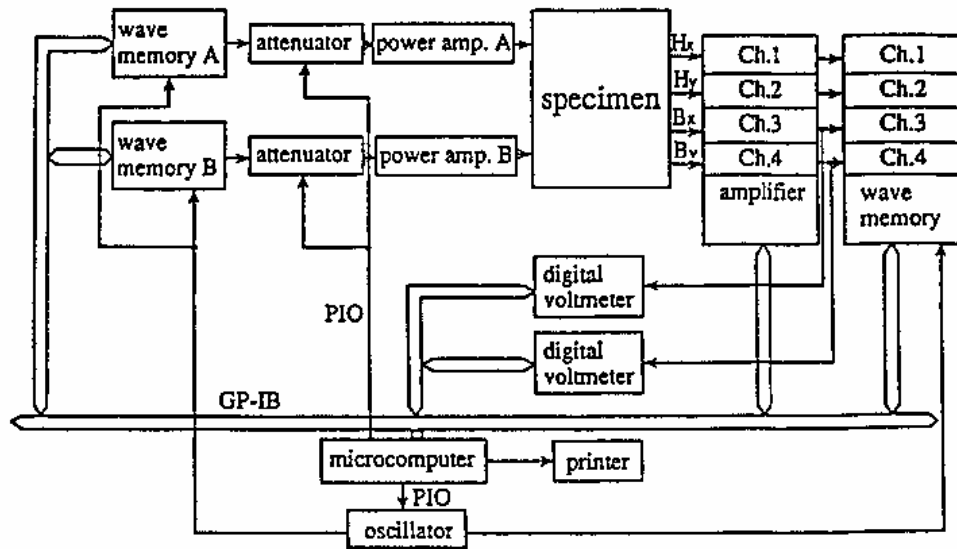 wave
memory A
attenuator
power amp. A
specimen
Hx
Hy
Bx
By
Ch.1
Ch.2
Ch.3
Ch.4
amplifier
Ch.1
Ch.2
Ch.3
Ch.4
wave
memory
wave
memory B
attenuator
power amp. B
digital
voltmeter
digital
voltmeter
PIO
GP-IB
microcomputer
printer
PIO
oscillator